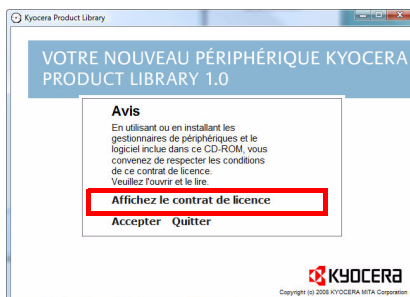 Kyocera Product Library
VOTRE NOUVEAU PÉRIPHÉRIQUE KYOCERA
PRODUCT LIBRARY 1.0
Avis
En utilisant ou en installant les
gestionnaires de périphériques et le
logiciel inclue dans ce CD-ROM, vous
convenez de respecter les conditions
de ce contrat de licence.
Veuillez l'ouvrir et le lire.
Affichez le contrat de licence
Accepter Quitter
KYOCERA
Copyright (c) 2008 KYOCERA MITA Corporation